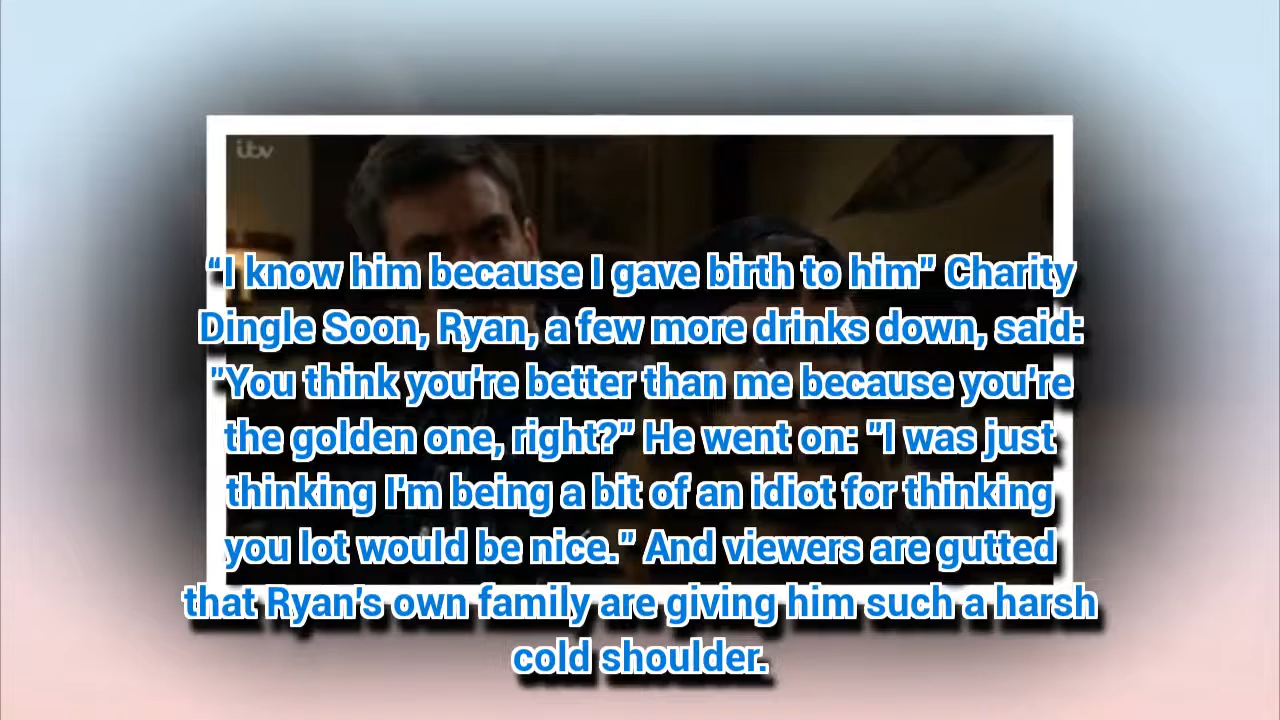 itv
“I know him because I gave birth to him” Charity
Dingle Soon, Ryan, a few more drinks down, said:
"You think you're better than me because you're
the golden one, right?" He went on: "I was just
thinking I'm being a bit of an idiot for thinking
you lot would be nice." And viewers are gutted
that Ryan's own family are giving him such a harsh
cold shoulder.